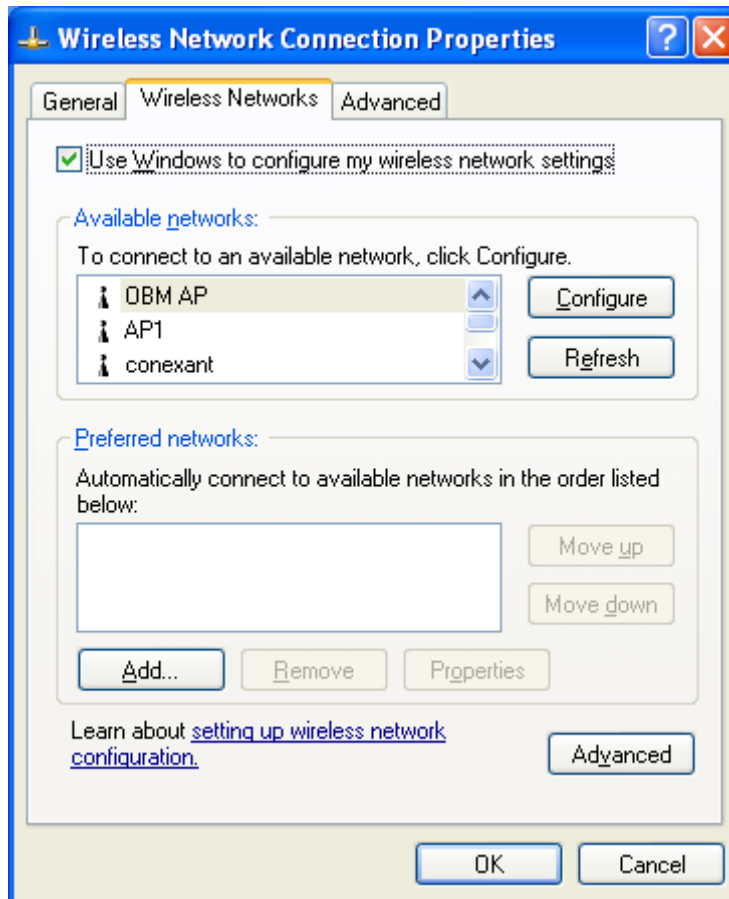 Wireless Network Connection Properties
General Wireless Networks Advanced
Use Windows to configure my wireless network settings
Available networks:
To connect to an available network, click Configure.
OBM AP
AP1
conexant
Configure
Refresh
Preferred networks:
Automatically connect to available networks in the order listed
below:
Move up
Move down
Add... Remove Properties
Learn about setting up wireless network
configuration.
Advanced
OK Cancel